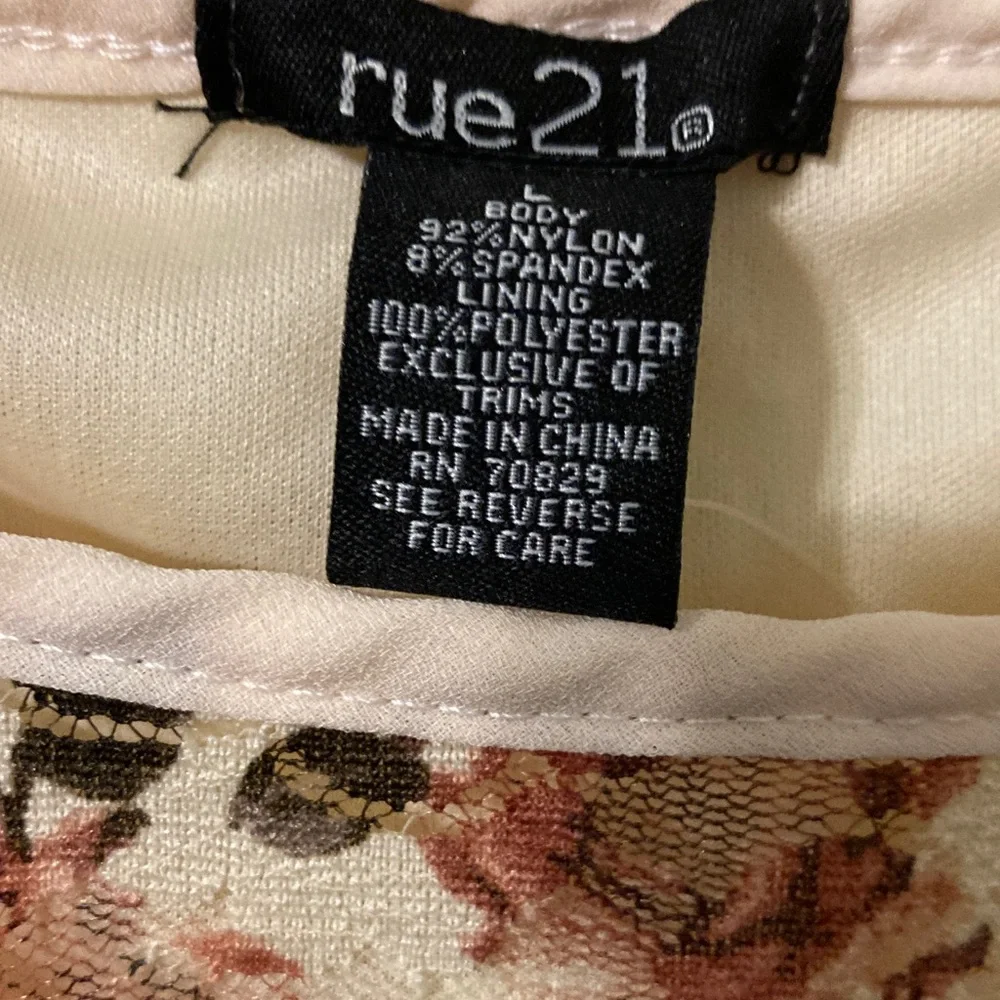 rue21®
L
BODY
92%NYLON
8%SPANDEX
LINING
100%POLYESTER
EXCLUSIVE OF
TRIMS
MADE IN CHINA
RN 70829
SEE REVERSE
FOR CARE